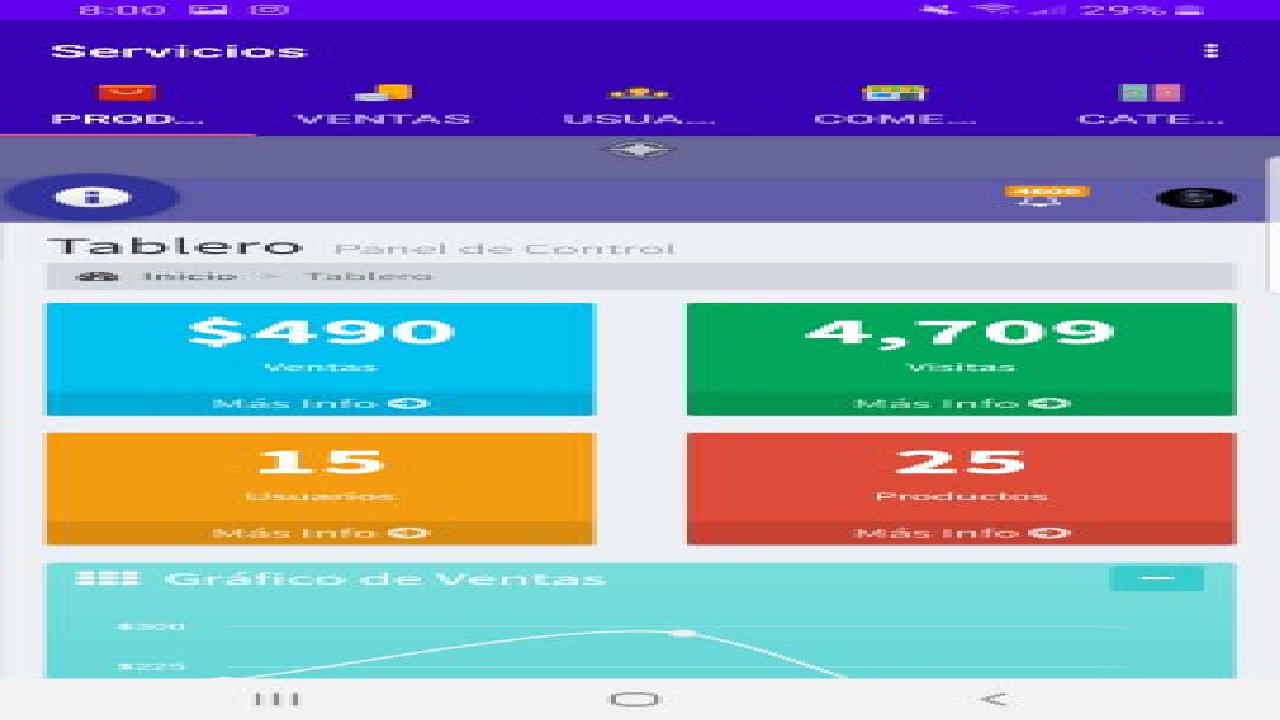 8:00 29%
Servicios
PROD... VENTAS USUA... COME... CATE...
4609
Tablero Panel de Control
Inicio > Tablero
$490 4,709
Ventas Visitas
Más Info Más Info
15 25
Usuarios Productos
Más Info Más Info
Gráfico de Ventas
$300
$225